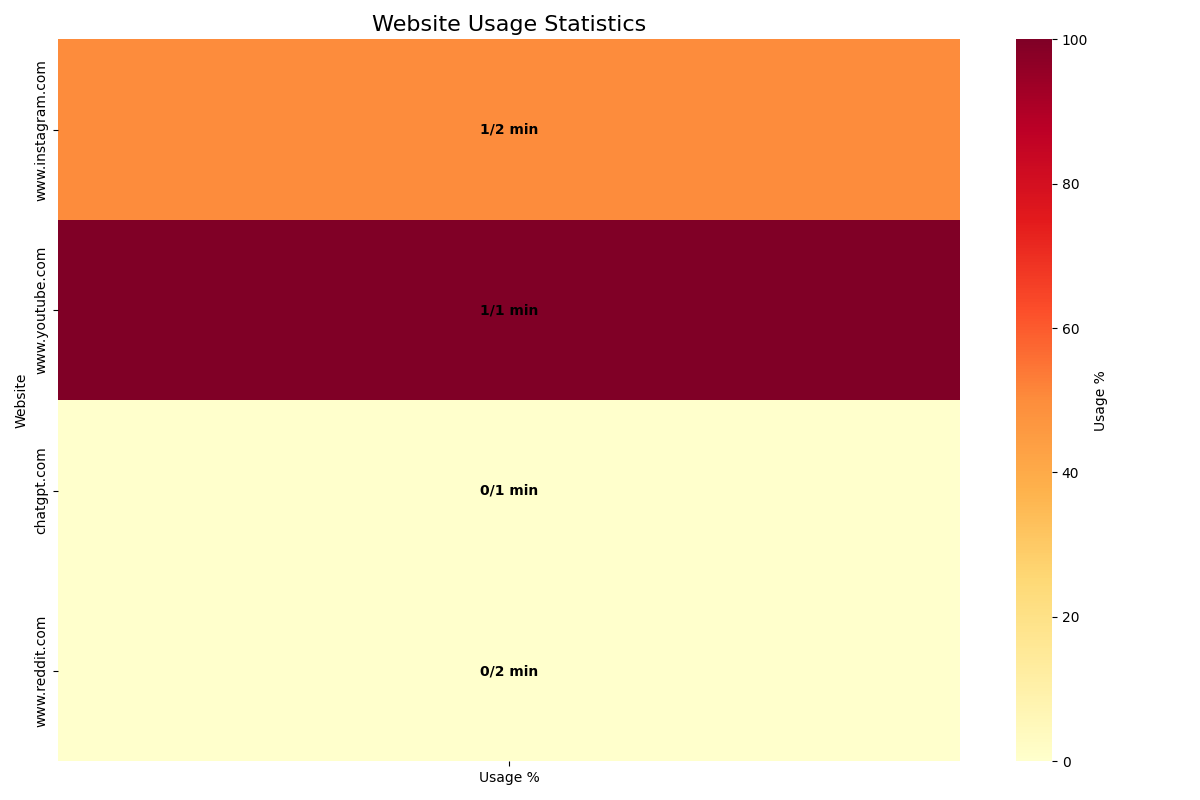 Website Usage Statistics
www.instagram.com
1/2 min
www.youtube.com
1/1 min
chatgpt.com
0/1 min
www.reddit.com
0/2 min
Website
Usage %
100
80
60
40
20
0
Usage %